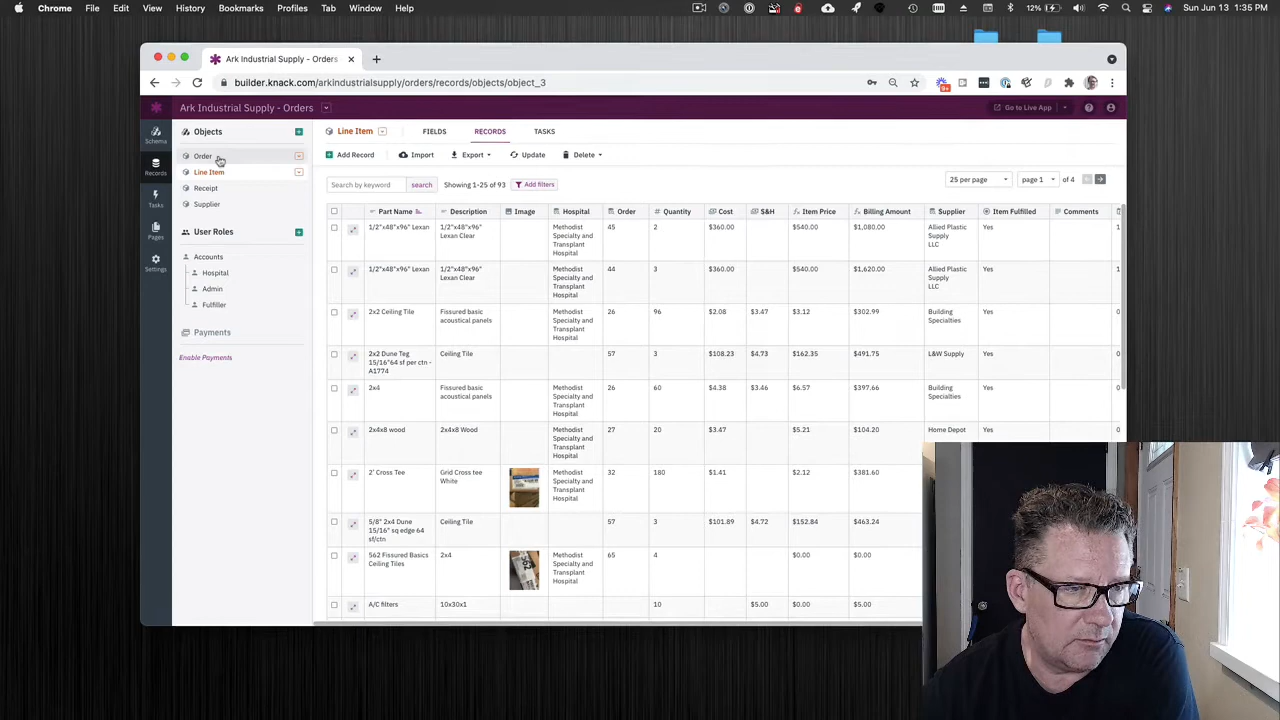 Chrome File Edit View History Bookmarks Profiles Tab Window Help
12% Sun Jun 13 1:35 PM
Ark Industrial Supply - Orders
builder.knack.com/arkindustrialsupply/orders/records/objects/object_3
9+
Ark Industrial Supply - Orders
Go to Live App
Schema
Records
Tasks
Pages
Settings
Objects
Order
Line Item
Receipt
Supplier
User Roles
Accounts
Hospital
Admin
Fulfiller
Payments
Enable Payments
Line Item FIELDS RECORDS TASKS
Add Record Import Export Update Delete
Search by keyword search Showing 1-25 of 93 Add filters 25 per page page 1 of 4
Part Name Description Image Hospital Order Quantity Cost S&H Item Price Billing Amount Supplier Item Fulfilled Comments
1/2"x48"x96" Lexan 1/2"x48"x96" Methodist 45 2 $360.00 $540.00 $1,080.00 Allied Plastic Yes 1
Lexan Clear Specialty and Supply
Transplant LLC
Hospital
1/2"x48"x96" Lexan 1/2"x48"x96" Methodist 44 3 $360.00 $540.00 $1,620.00 Allied Plastic Yes 1
Lexan Clear Specialty and Supply
Transplant LLC
Hospital
2x2 Ceiling Tile Fissured basic Methodist 26 96 $2.08 $3.47 $3.12 $302.99 Building Yes 0
acoustical panels Specialty and Specialties
Transplant
Hospital
2x2 Dune Teg Ceiling Tile 57 3 $108.23 $4.73 $162.35 $491.75 L&W Supply Yes 0
15/16"64 sf per ctn -
A1774
2x4 Fissured basic Methodist 26 60 $4.38 $3.46 $6.57 $397.66 Building Yes 0
acoustical panels Specialty and Specialties
Transplant
Hospital
2x4x8 wood 2x4x8 Wood Methodist 27 20 $3.47 $5.21 $104.20 Home Depot Yes 0
Specialty and
Transplant
Hospital
2' Cross Tee Grid Cross tee Methodist 32 180 $1.41 $2.12 $381.60
White Specialty and
Transplant
Hospital
5/8" 2x4 Dune Ceiling Tile 57 3 $101.89 $4.72 $152.84 $463.24
15/16" sq edge 64
sf/ctn
562 Fissured Basics 2x4 Methodist 65 4 $0.00 $0.00
Ceiling Tiles Specialty and
Transplant
Hospital
A/C filters 10x30x1 10 $5.00 $0.00 $5.00